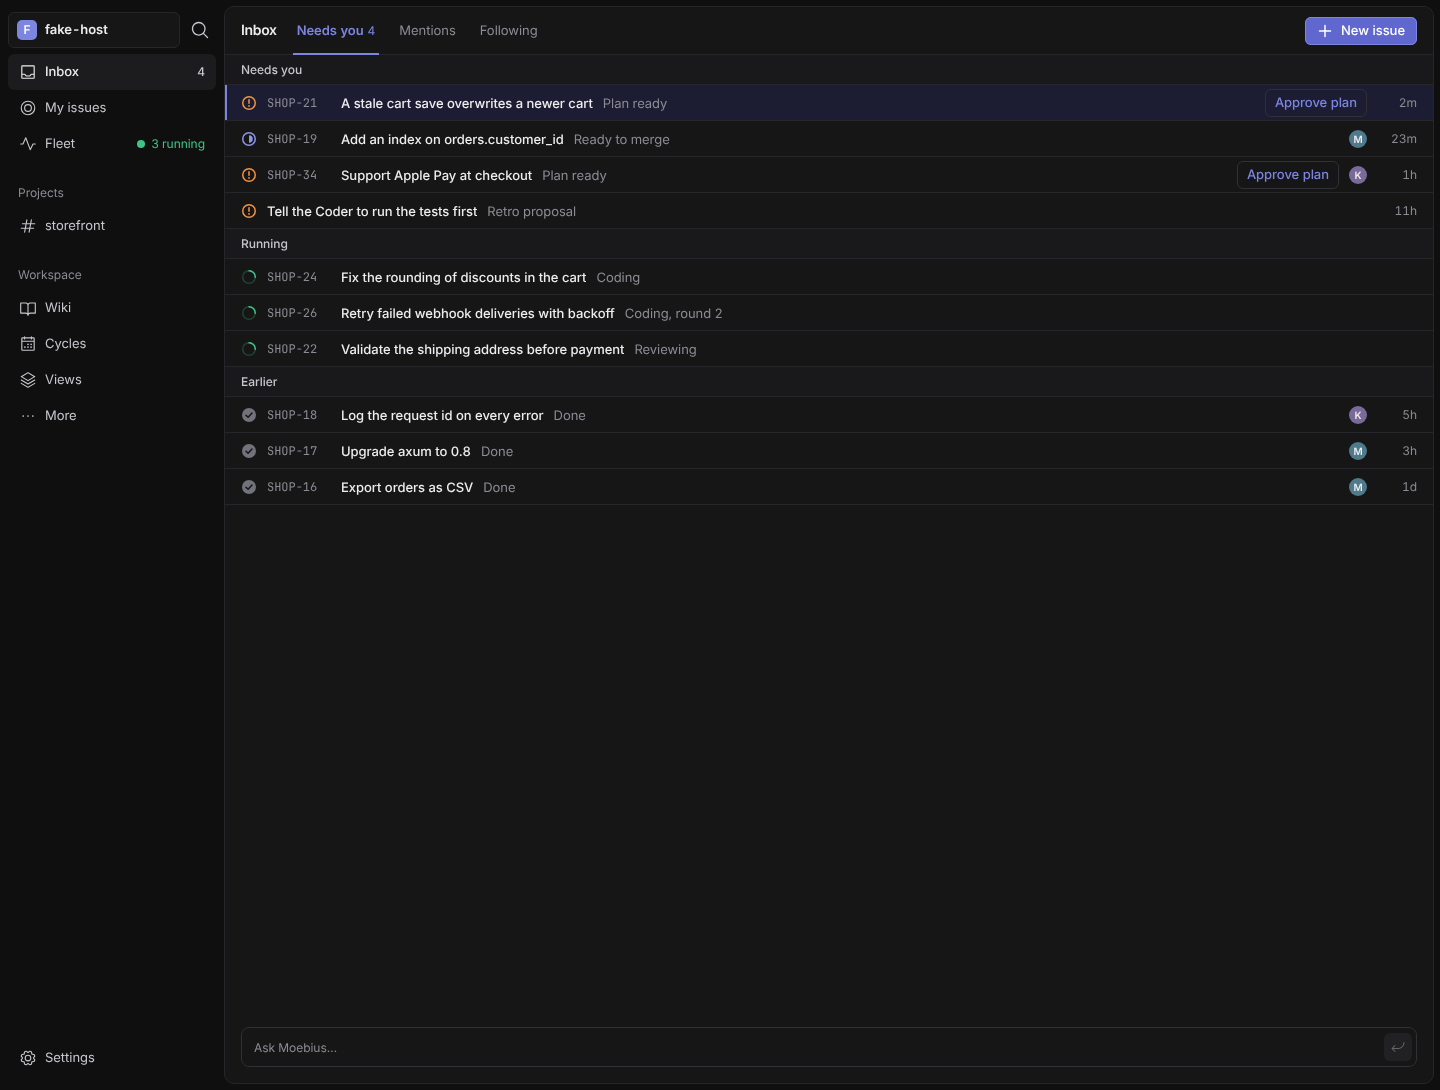 F fake-host
Inbox 4
My issues
Fleet 3 running
Projects
storefront
Workspace
Wiki
Cycles
Views
More
Settings
Inbox Needs you 4 Mentions Following New issue
Needs you
SHOP-21 A stale cart save overwrites a newer cart Plan ready Approve plan 2m
SHOP-19 Add an index on orders.customer_id Ready to merge M 23m
SHOP-34 Support Apple Pay at checkout Plan ready Approve plan K 1h
Tell the Coder to run the tests first Retro proposal 11h
Running
SHOP-24 Fix the rounding of discounts in the cart Coding
SHOP-26 Retry failed webhook deliveries with backoff Coding, round 2
SHOP-22 Validate the shipping address before payment Reviewing
Earlier
SHOP-18 Log the request id on every error Done K 5h
SHOP-17 Upgrade axum to 0.8 Done M 3h
SHOP-16 Export orders as CSV Done M 1d
Ask Moebius...